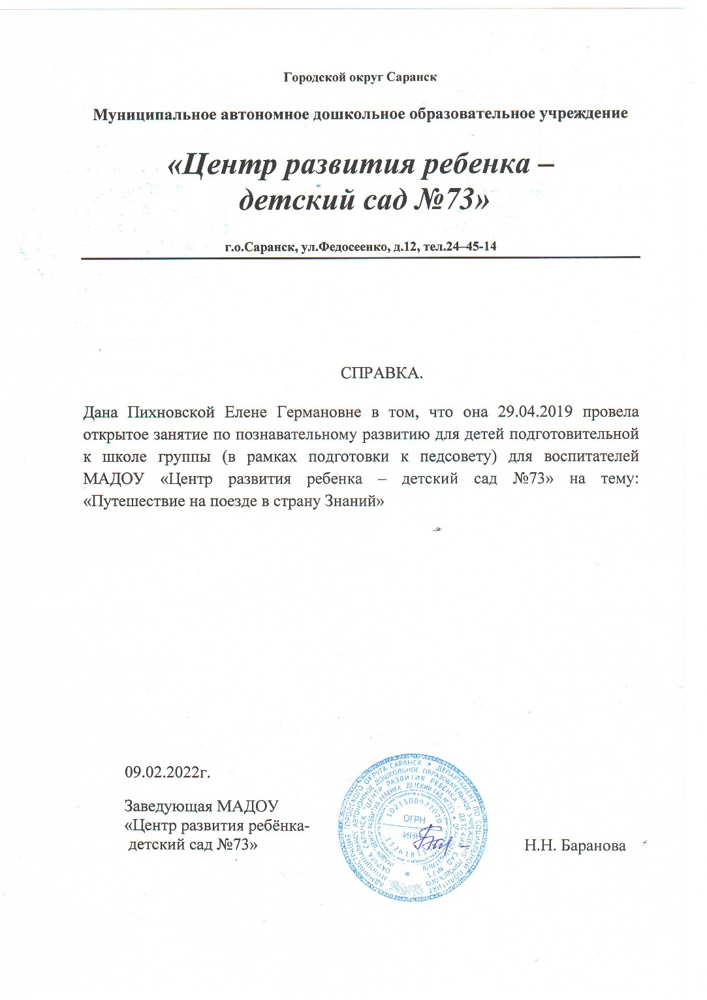 Городской округ Саранск
Муниципальное автономное дошкольное образовательное учреждение
«Центр развития ребенка –
детский сад №73»
г.о.Саранск, ул.Федосеенко, д.12, тел.24–45-14
СПРАВКА.
Дана Пихновской Елене Германовне в том, что она 29.04.2019 провела
открытое занятие по познавательному развитию для детей подготовительной
к школе группы (в рамках подготовки к педсовету) для воспитателей
МАДОУ «Центр развития ребенка – детский сад №73» на тему:
«Путешествие на поезде в страну Знаний»
09.02.2022г.
Заведующая МАДОУ
«Центр развития ребёнка-
детский сад №73»
Н.Н. Баранова
ОГРН
ИНН